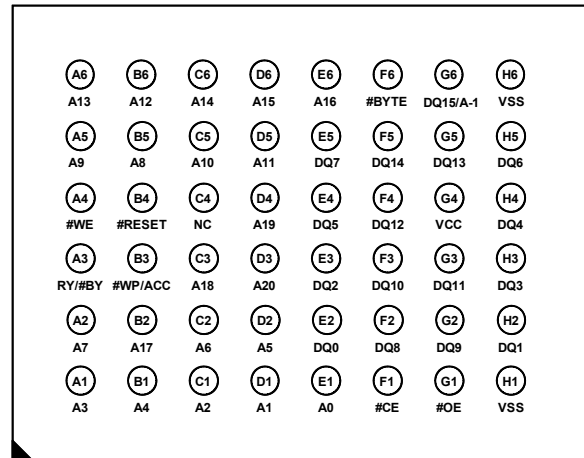 A6 B6 C6 D6 E6 F6 G6 H6
A13 A12 A14 A15 A16 #BYTE DQ15/A-1 VSS
A5 B5 C5 D5 E5 F5 G5 H5
A9 A8 A10 A11 DQ7 DQ14 DQ13 DQ6
A4 B4 C4 D4 E4 F4 G4 H4
#WE #RESET NC A19 DQ5 DQ12 VCC DQ4
A3 B3 C3 D3 E3 F3 G3 H3
RY/#BY #WP/ACC A18 A20 DQ2 DQ10 DQ11 DQ3
A2 B2 C2 D2 E2 F2 G2 H2
A7 A17 A6 A5 DQ0 DQ8 DQ9 DQ1
A1 B1 C1 D1 E1 F1 G1 H1
A3 A4 A2 A1 A0 #CE #OE VSS